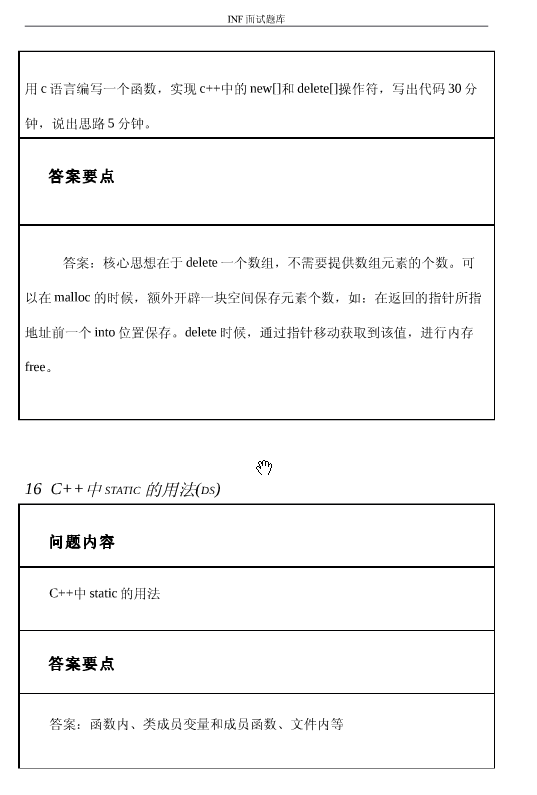 INF 面试题库
用 c 语言编写一个函数，实现 c++中的 new[]和 delete[]操作符，写出代码 30 分
钟，说出思路 5 分钟。
答案要点
答案：核心思想在于 delete 一个数组，不需要提供数组元素的个数。可
以在 malloc 的时候，额外开辟一块空间保存元素个数，如：在返回的指针所指
地址前一个 into 位置保存。delete 时候，通过指针移动获取到该值，进行内存
free。
16 C++中 STATIC 的用法(DS)
问题内容
C++中 static 的用法
答案要点
答案：函数内、类成员变量和成员函数、文件内等